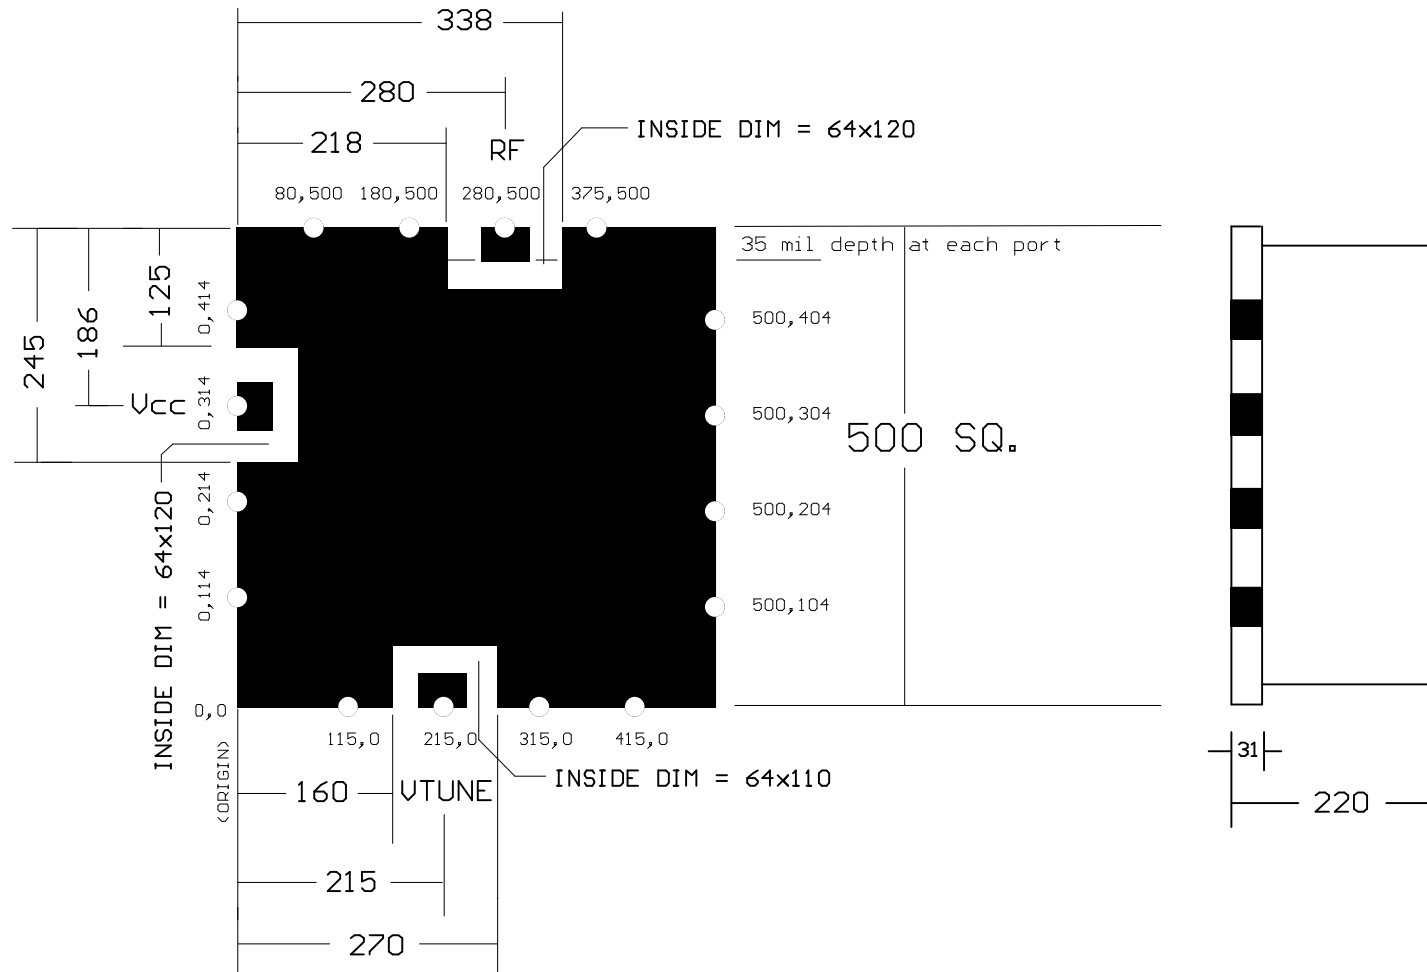 338
280
INSIDE DIM = 64x120
218
RF
80,500 180,500 280,500 375,500
35 mil depth at each port
125
0,414
500,404
186
245
Vcc
0,314
500,304
500 SQ.
0,214
500,204
INSIDE DIM = 64x120
0,114
500,104
0,0
(ORIGIN)
115,0 215,0 315,0 415,0
31
INSIDE DIM = 64x110
160
VTUNE
220
215
270